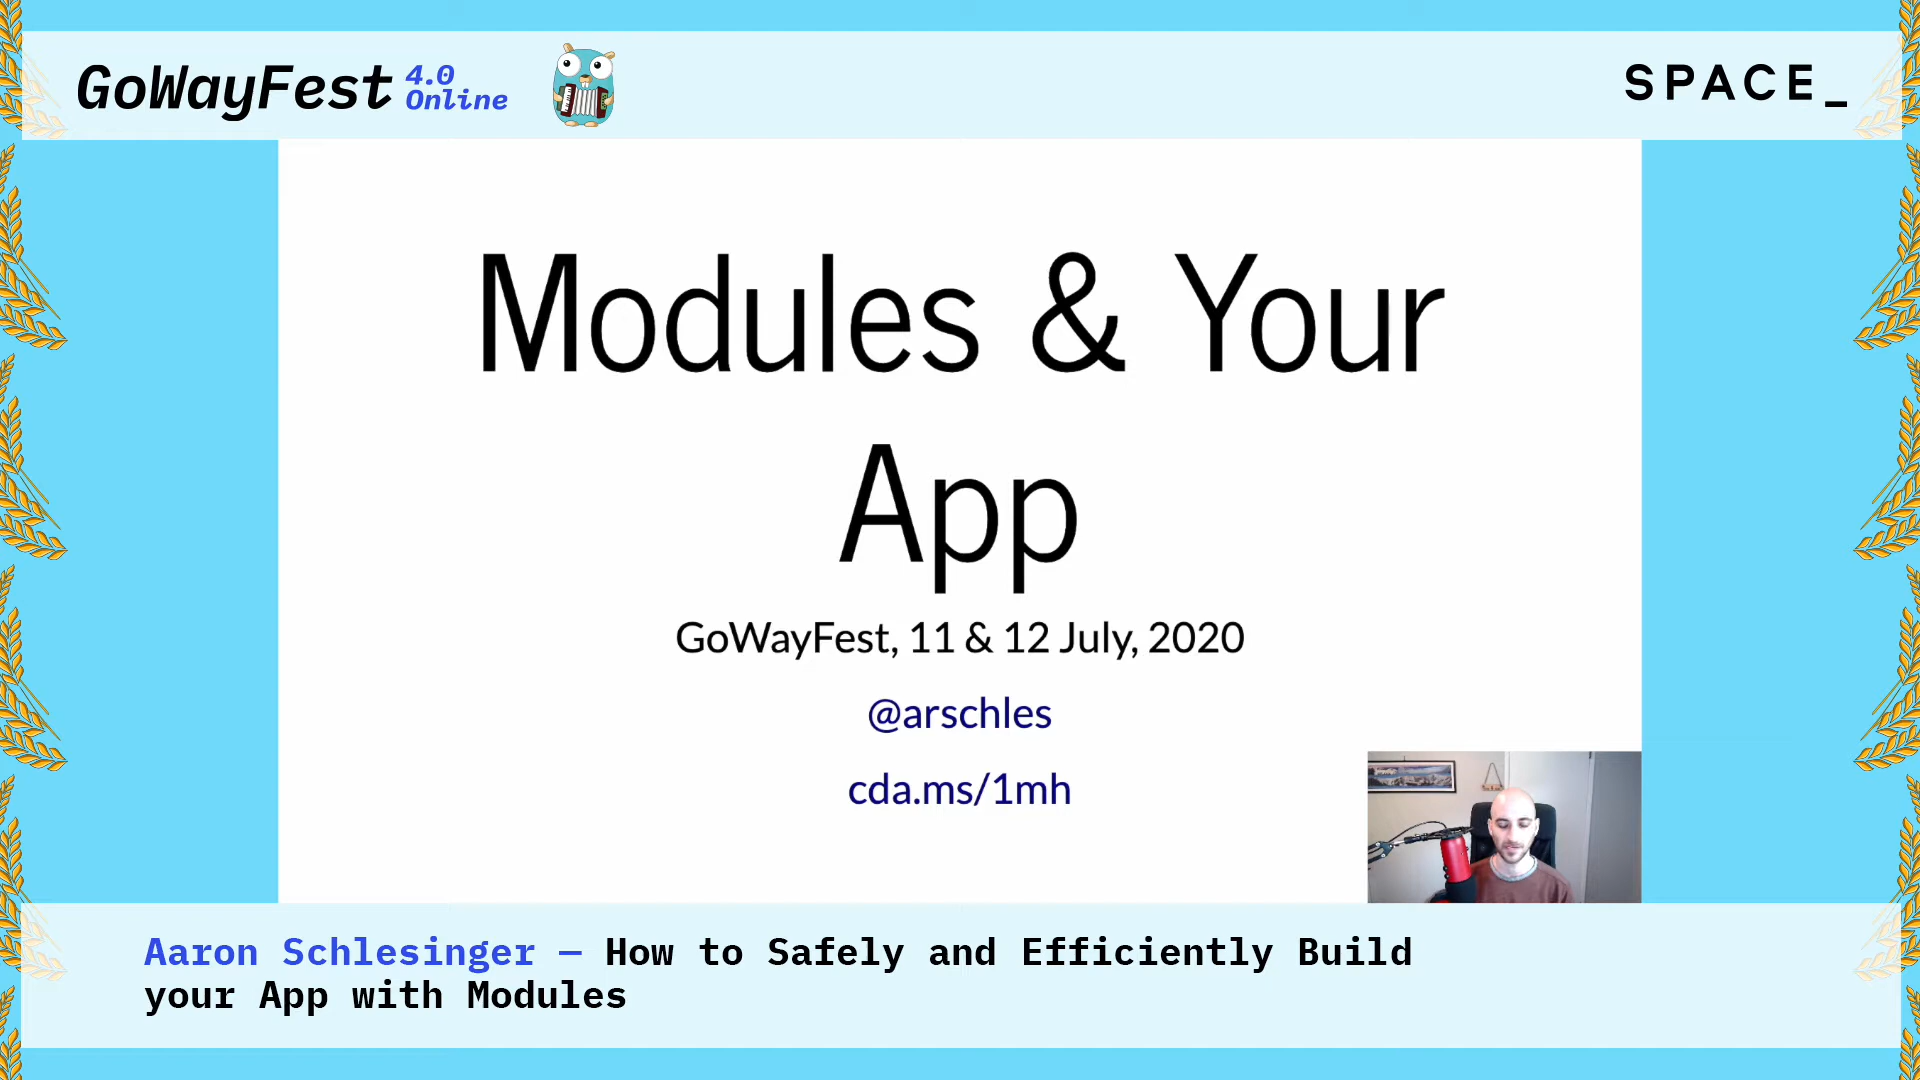 GoWayFest 4.0
Online
SPACE_
Modules & Your
App
GoWayFest, 11 & 12 July, 2020
@arschles
cda.ms/1mh
Aaron Schlesinger — How to Safely and Efficiently Build
your App with Modules